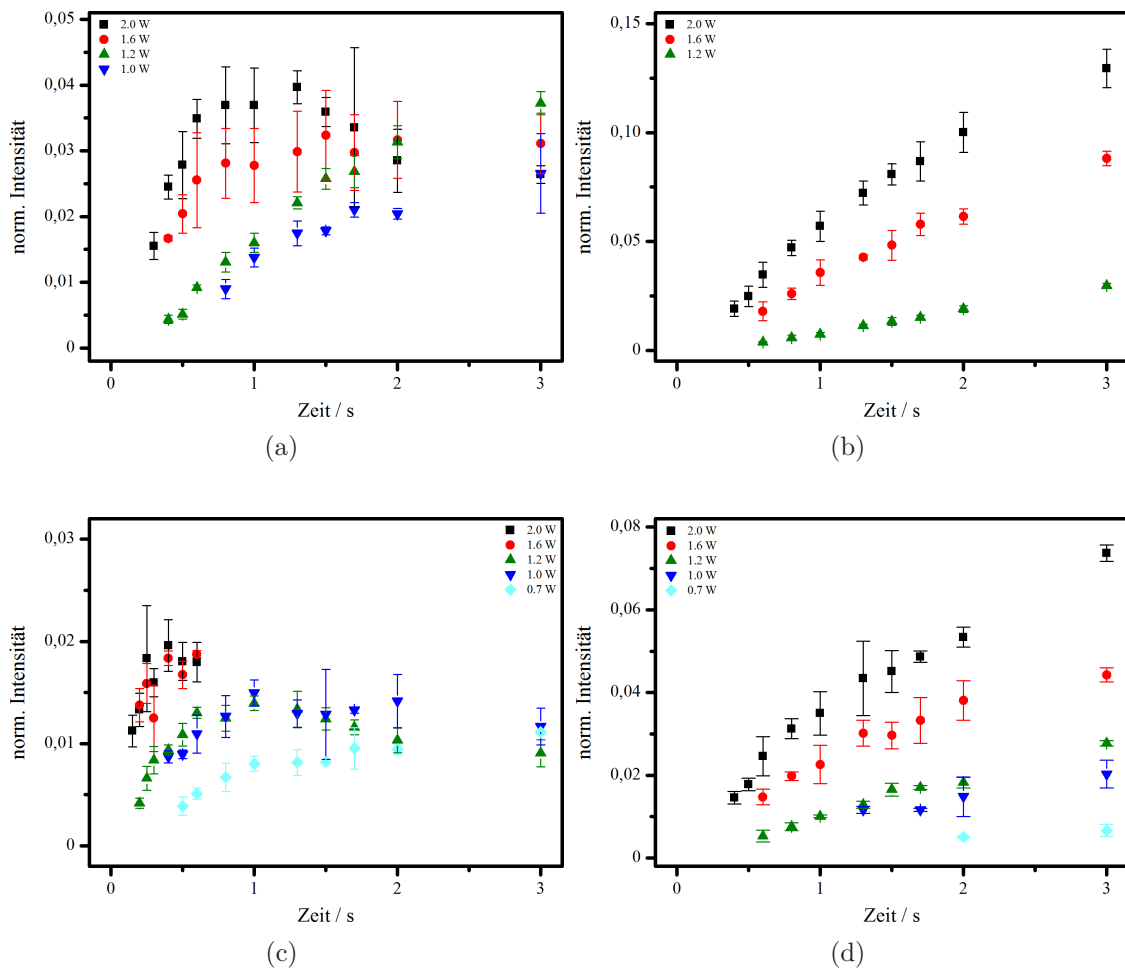 0,05
0,04
0,03
0,02
0,01
0
norm. Intensität
2.0 W
1.6 W
1.2 W
1.0 W
0 1 2 3
Zeit / s
(a)
0,15
0,10
0,05
0
norm. Intensität
2.0 W
1.6 W
1.2 W
0 1 2 3
Zeit / s
(b)
0,03
0,02
0,01
0
norm. Intensität
2.0 W
1.6 W
1.2 W
1.0 W
0.7 W
0 1 2 3
Zeit / s
(c)
0,08
0,06
0,04
0,02
0
norm. Intensität
2.0 W
1.6 W
1.2 W
1.0 W
0.7 W
0 1 2 3
Zeit / s
(d)